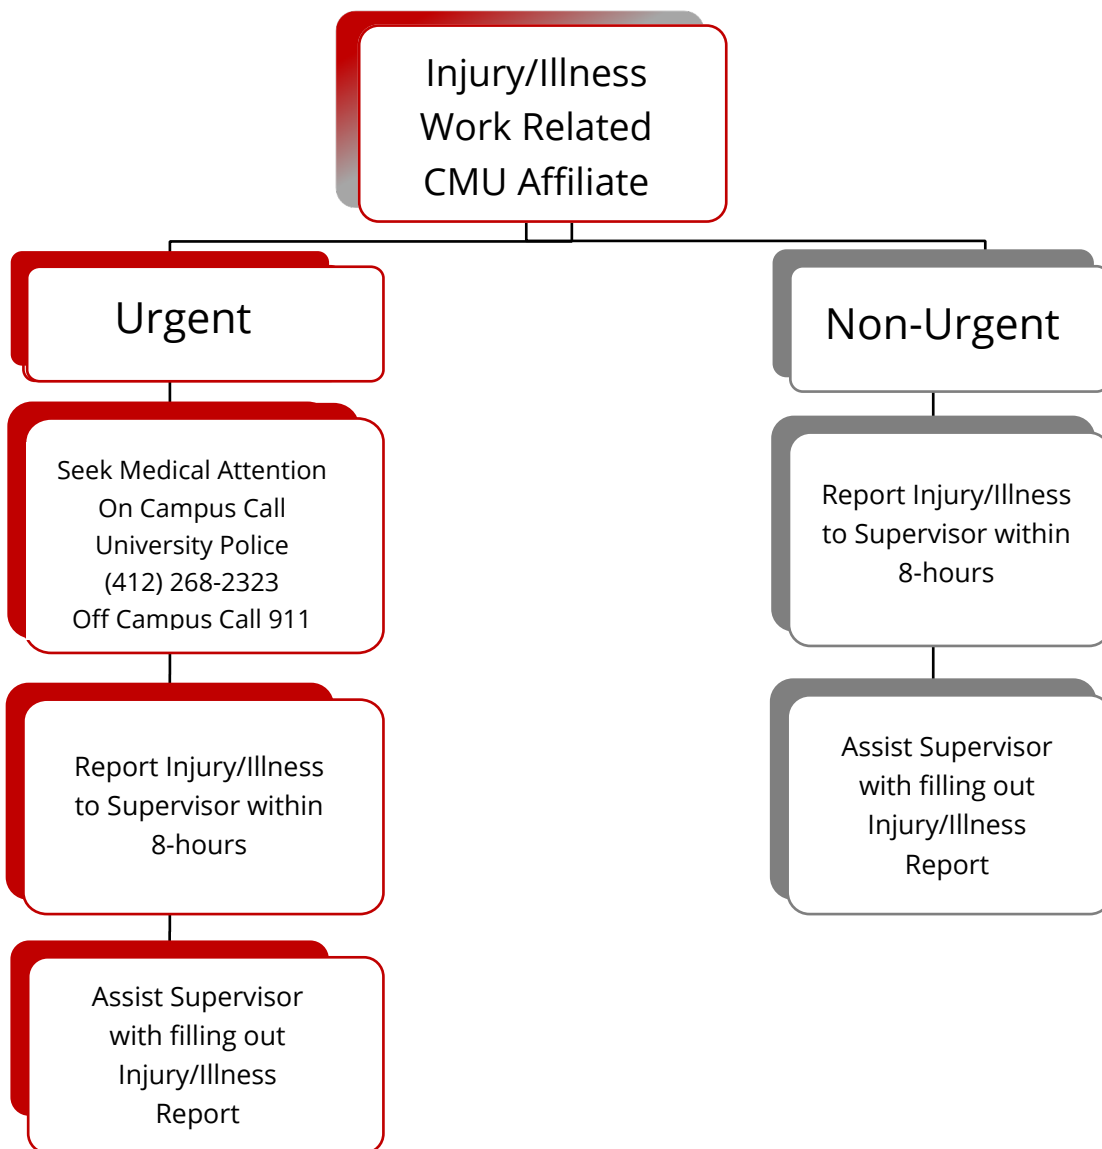 Injury/Illness
Work Related
CMU Affiliate
Urgent
Seek Medical Attention
On Campus Call
University Police
(412) 268-2323
Off Campus Call 911
Report Injury/Illness
to Supervisor within
8-hours
Assist Supervisor
with filling out
Injury/Illness
Report
Non-Urgent
Report Injury/Illness
to Supervisor within
8-hours
Assist Supervisor
with filling out
Injury/Illness
Report